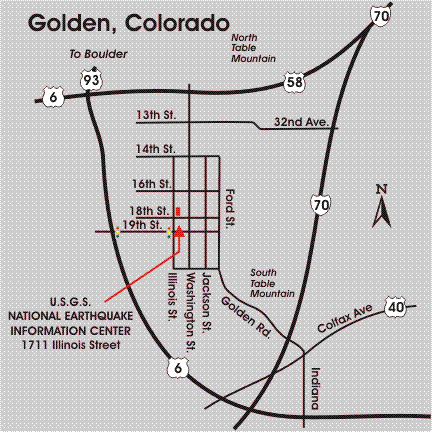 Golden, Colorado
70
North
Table
Mountain
To Boulder
93
58
6
13th St.
32nd Ave.
14th St.
16th St.
Ford St.
18th St.
19th St.
70
N
Illinois St.
Washington St.
Jackson St.
South
Table
Mountain
Golden Rd.
U.S.G.S.
NATIONAL EARTHQUAKE
INFORMATION CENTER
1711 Illinois Street
Colfax Ave
40
6
Indiana